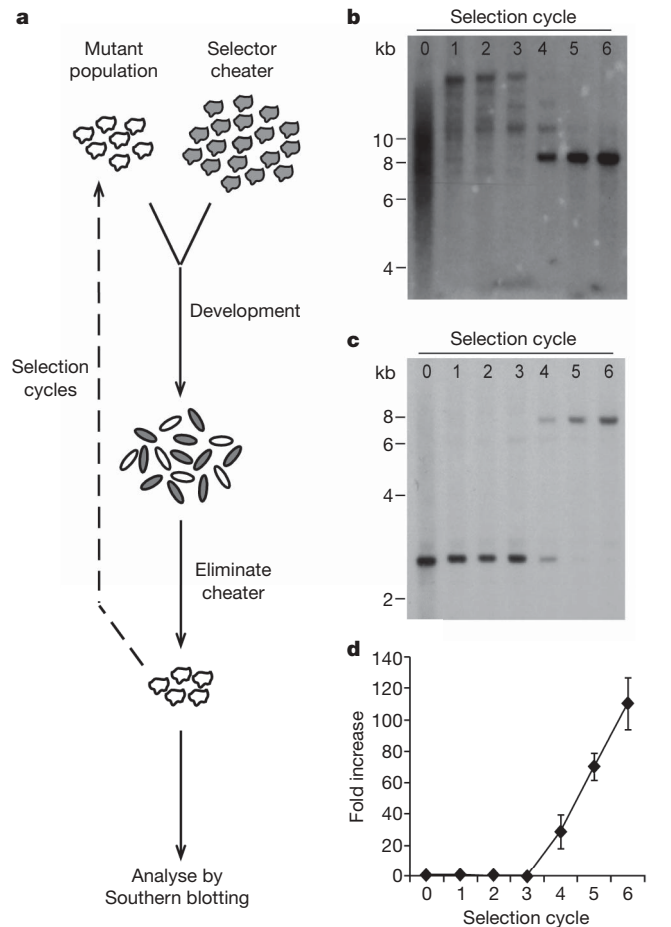 a
Mutant
population
Selector
cheater
Development
Selection
cycles
Eliminate
cheater
Analyse by
Southern blotting
b
Selection cycle
kb
0 1 2 3 4 5 6
10
8
6
4
c
Selection cycle
kb
0 1 2 3 4 5 6
8
6
4
2
d
140
120
100
80
60
40
20
0
Fold increase
0 1 2 3 4 5 6
Selection cycle